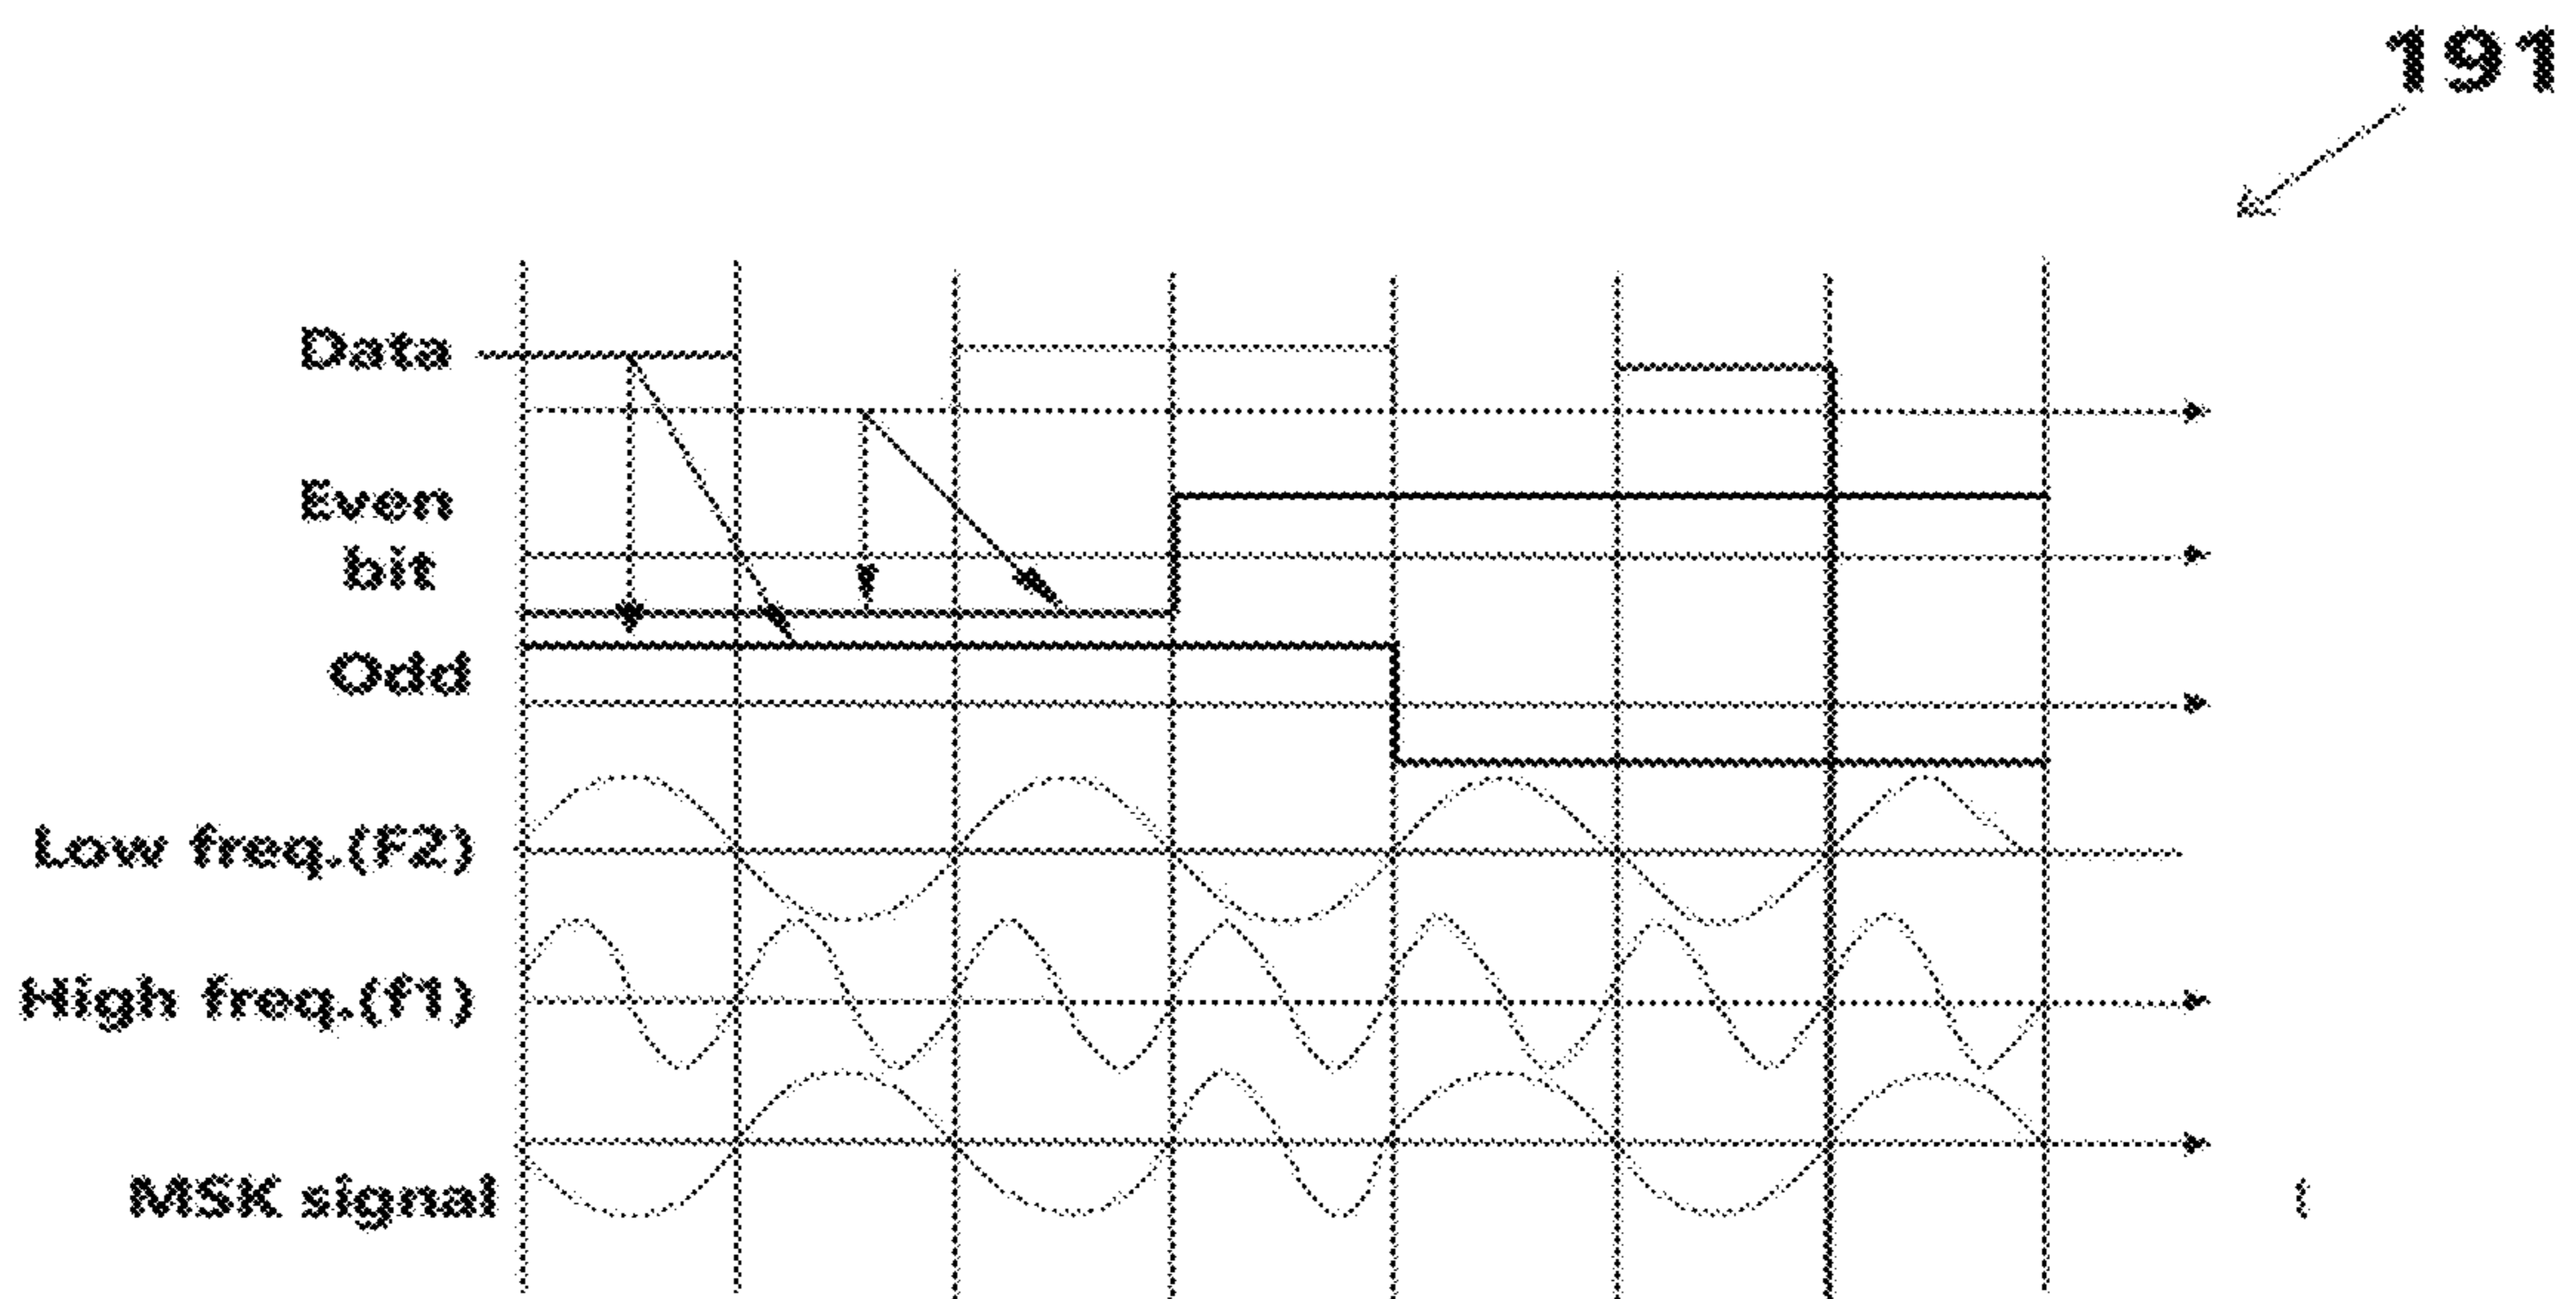 191
Data
Even
bit
Odd
Low freq.(F2)
High freq.(f1)
MSK signal
t